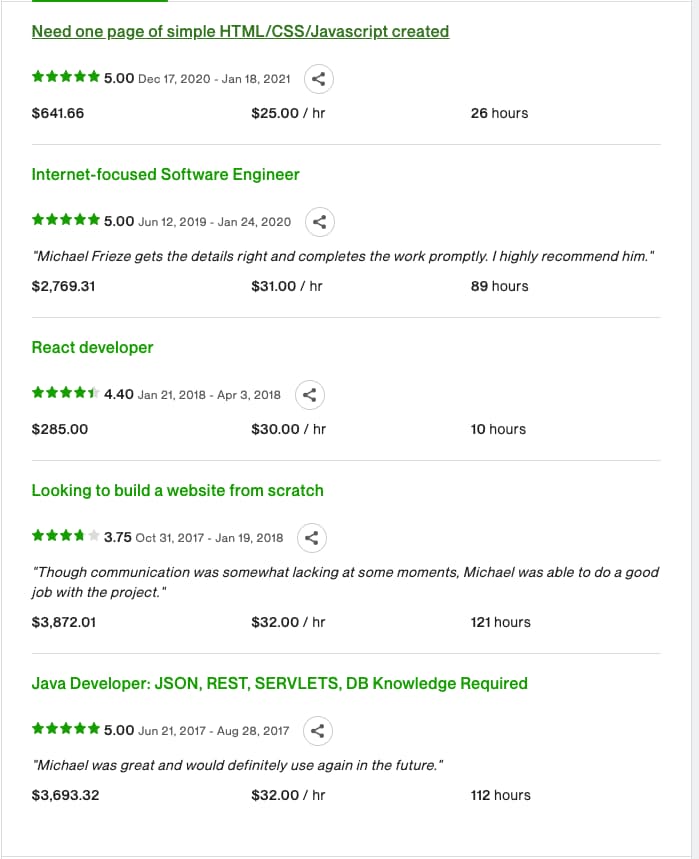 Need one page of simple HTML/CSS/Javascript created
5.00 Dec 17, 2020 - Jan 18, 2021
$641.66 $25.00 / hr 26 hours
Internet-focused Software Engineer
5.00 Jun 12, 2019 - Jan 24, 2020
"Michael Frieze gets the details right and completes the work promptly. I highly recommend him."
$2,769.31 $31.00 / hr 89 hours
React developer
4.40 Jan 21, 2018 - Apr 3, 2018
$285.00 $30.00 / hr 10 hours
Looking to build a website from scratch
3.75 Oct 31, 2017 - Jan 19, 2018
"Though communication was somewhat lacking at some moments, Michael was able to do a good
job with the project."
$3,872.01 $32.00 / hr 121 hours
Java Developer: JSON, REST, SERVLETS, DB Knowledge Required
5.00 Jun 21, 2017 - Aug 28, 2017
"Michael was great and would definitely use again in the future."
$3,693.32 $32.00 / hr 112 hours